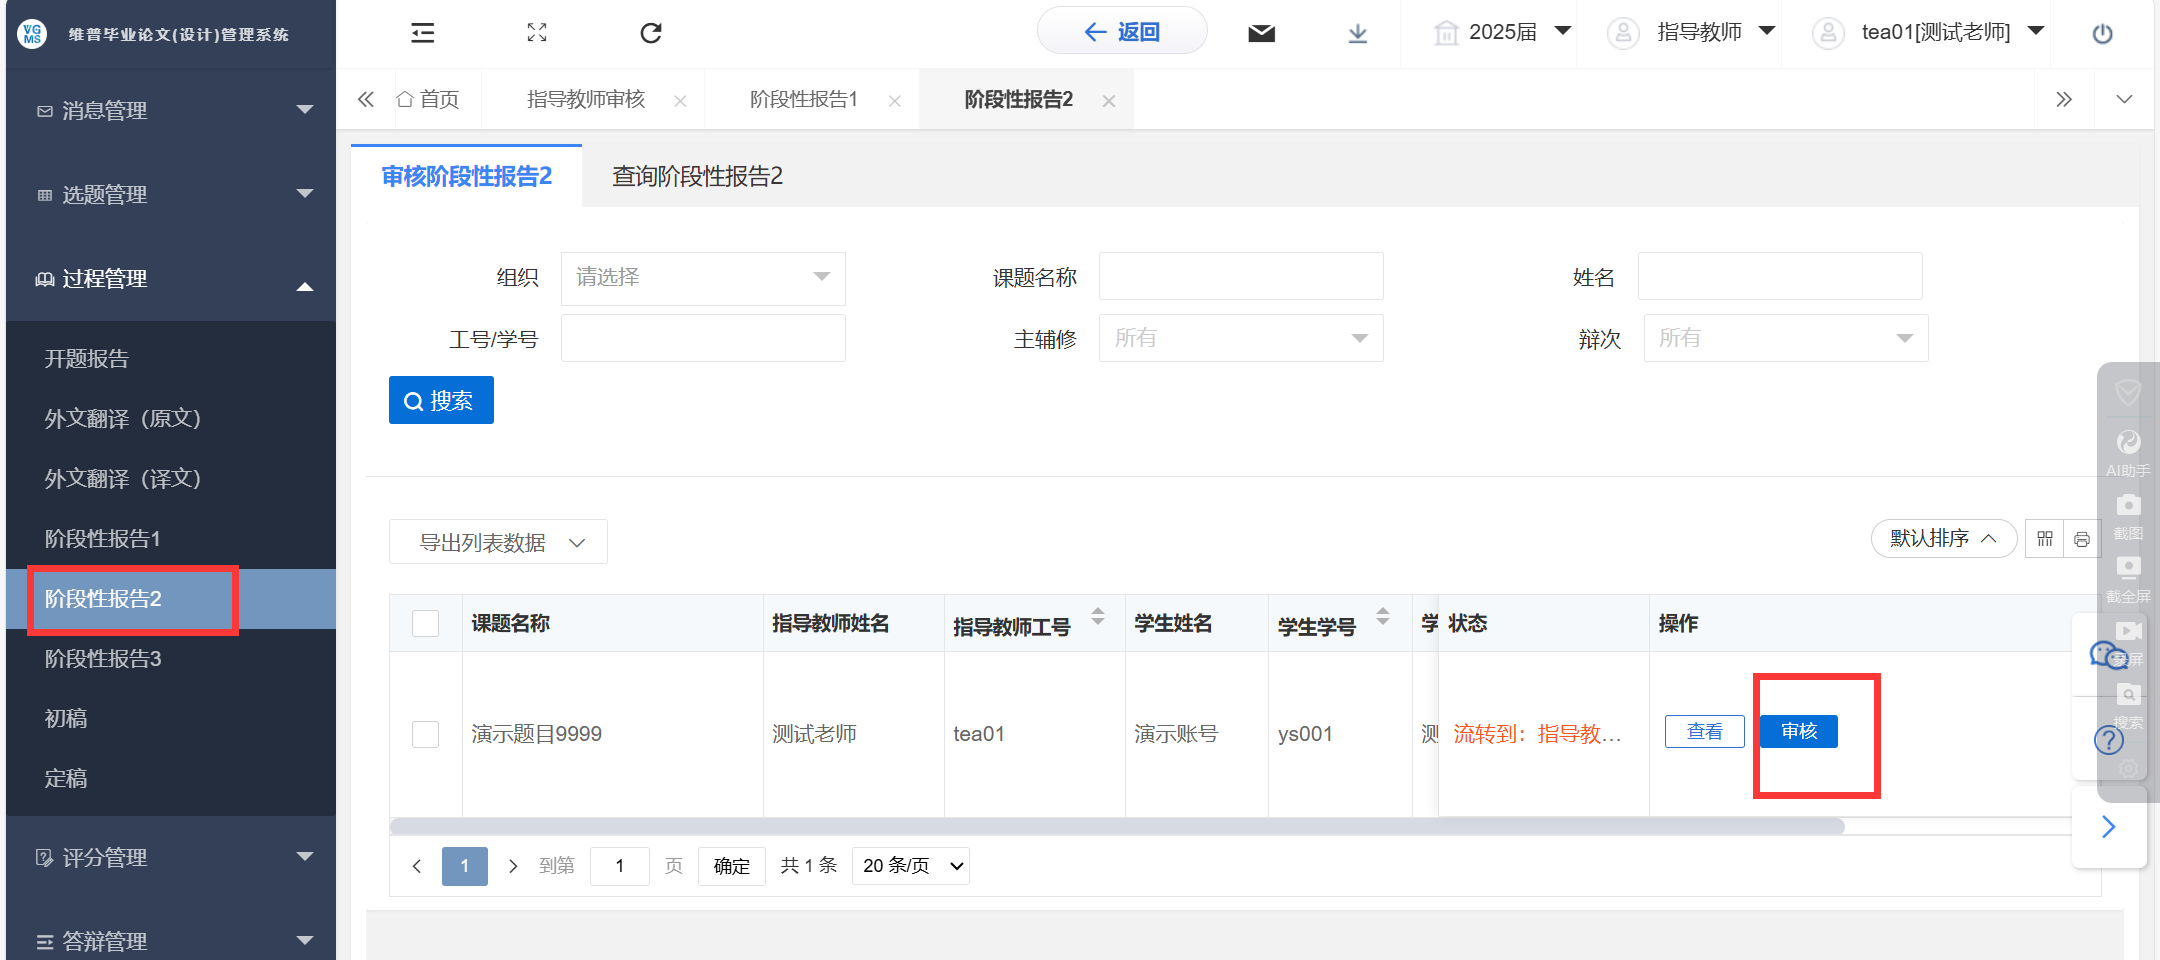 VG
MS
维普毕业论文(设计)管理系统
返回
2025届
指导教师
tea01[测试老师]
消息管理
选题管理
过程管理
开题报告
外文翻译（原文）
外文翻译（译文）
阶段性报告1
阶段性报告2
阶段性报告3
初稿
定稿
评分管理
答辩管理
首页
指导教师审核
阶段性报告1
阶段性报告2
审核阶段性报告2
查询阶段性报告2
组织
请选择
课题名称
姓名
工号/学号
主辅修
所有
辩次
所有
搜索
导出列表数据
默认排序
课题名称
指导教师姓名
指导教师工号
学生姓名
学生学号
学
状态
操作
演示题目9999
测试老师
tea01
演示账号
ys001
测
流转到：指导教...
查看
审核
1
到第
1
页
确定
共 1 条
20 条/页
AI助手
截图
截全屏
录屏
搜索